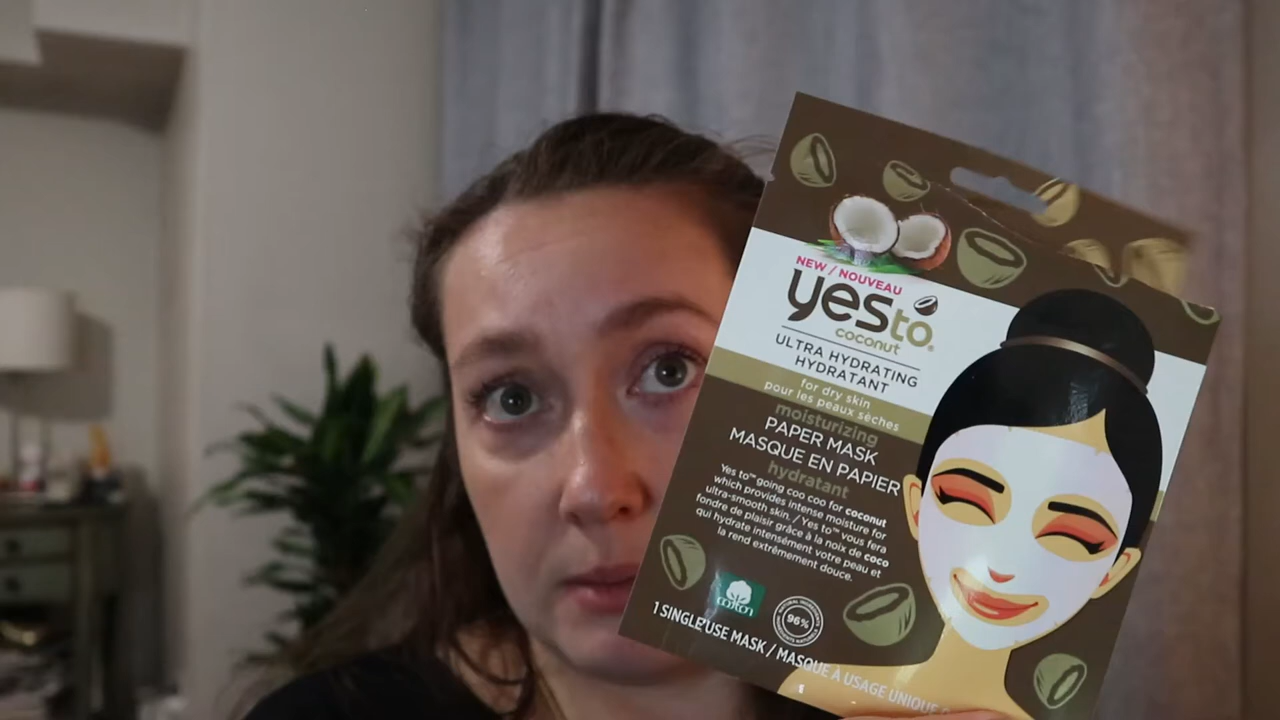 NEW / NOUVEAU
yesto
coconut
ULTRA HYDRATING
HYDRATANT
for dry skin
pour les peaux sèches
moisturizing
PAPER MASK
MASQUE EN PAPIER
hydratant
Yes to™ going coo coo for coconut
which provides intense moisture for
ultra-smooth skin. / Yes to™ vous fera
fondre de plaisir grâce à la noix de coco
qui hydrate intensément votre peau et
la rend extrêmement douce.
cotton
96%
1 SINGLE USE MASK / MASQUE À USAGE UNIQUE